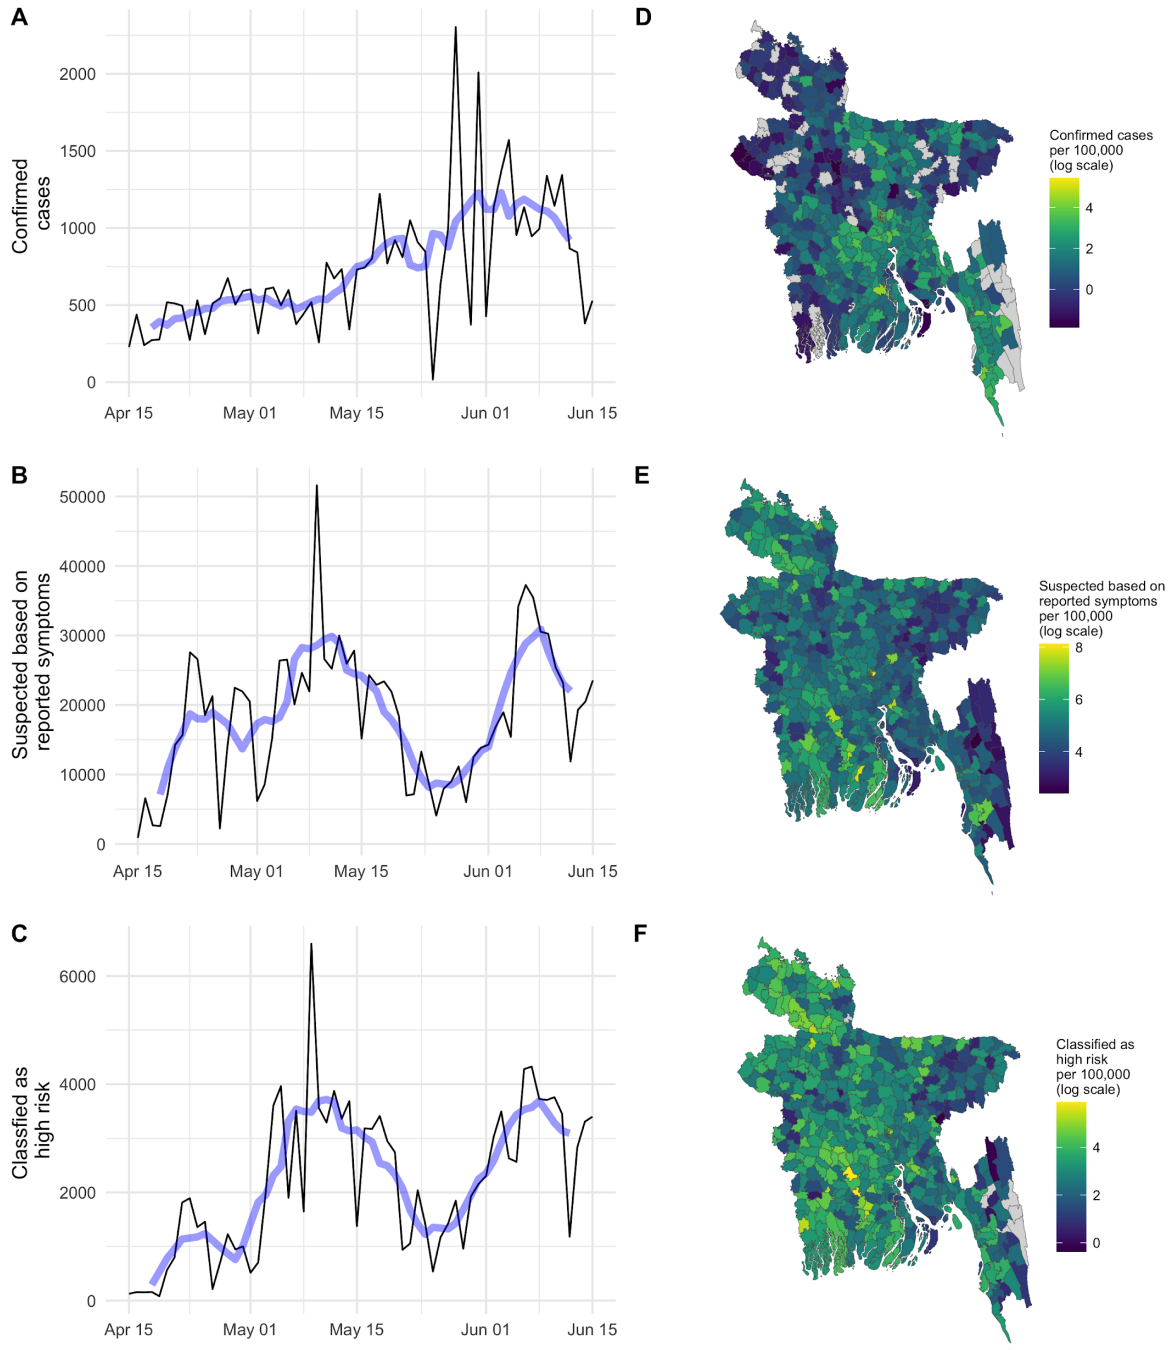 A
Confirmed
cases
2000
1500
1000
500
0
Apr 15
May 01
May 15
Jun 01
Jun 15
D
Confirmed cases
per 100,000
(log scale)
4
2
0
B
Suspected based on
reported symptoms
50000
40000
30000
20000
10000
0
Apr 15
May 01
May 15
Jun 01
Jun 15
E
Suspected based on
reported symptoms
per 100,000
(log scale)
8
6
4
C
Classfied as
high risk
6000
4000
2000
0
Apr 15
May 01
May 15
Jun 01
Jun 15
F
Classified as
high risk
per 100,000
(log scale)
4
2
0